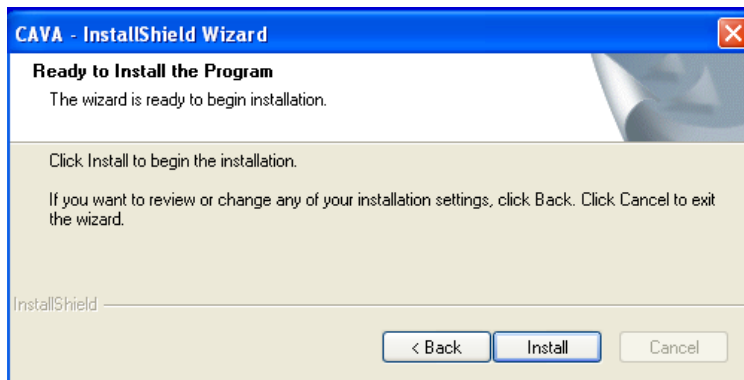 CAVA - InstallShield Wizard
Ready to Install the Program
The wizard is ready to begin installation.
Click Install to begin the installation.
If you want to review or change any of your installation settings, click Back. Click Cancel to exit
the wizard.
InstallShield
< Back Install Cancel